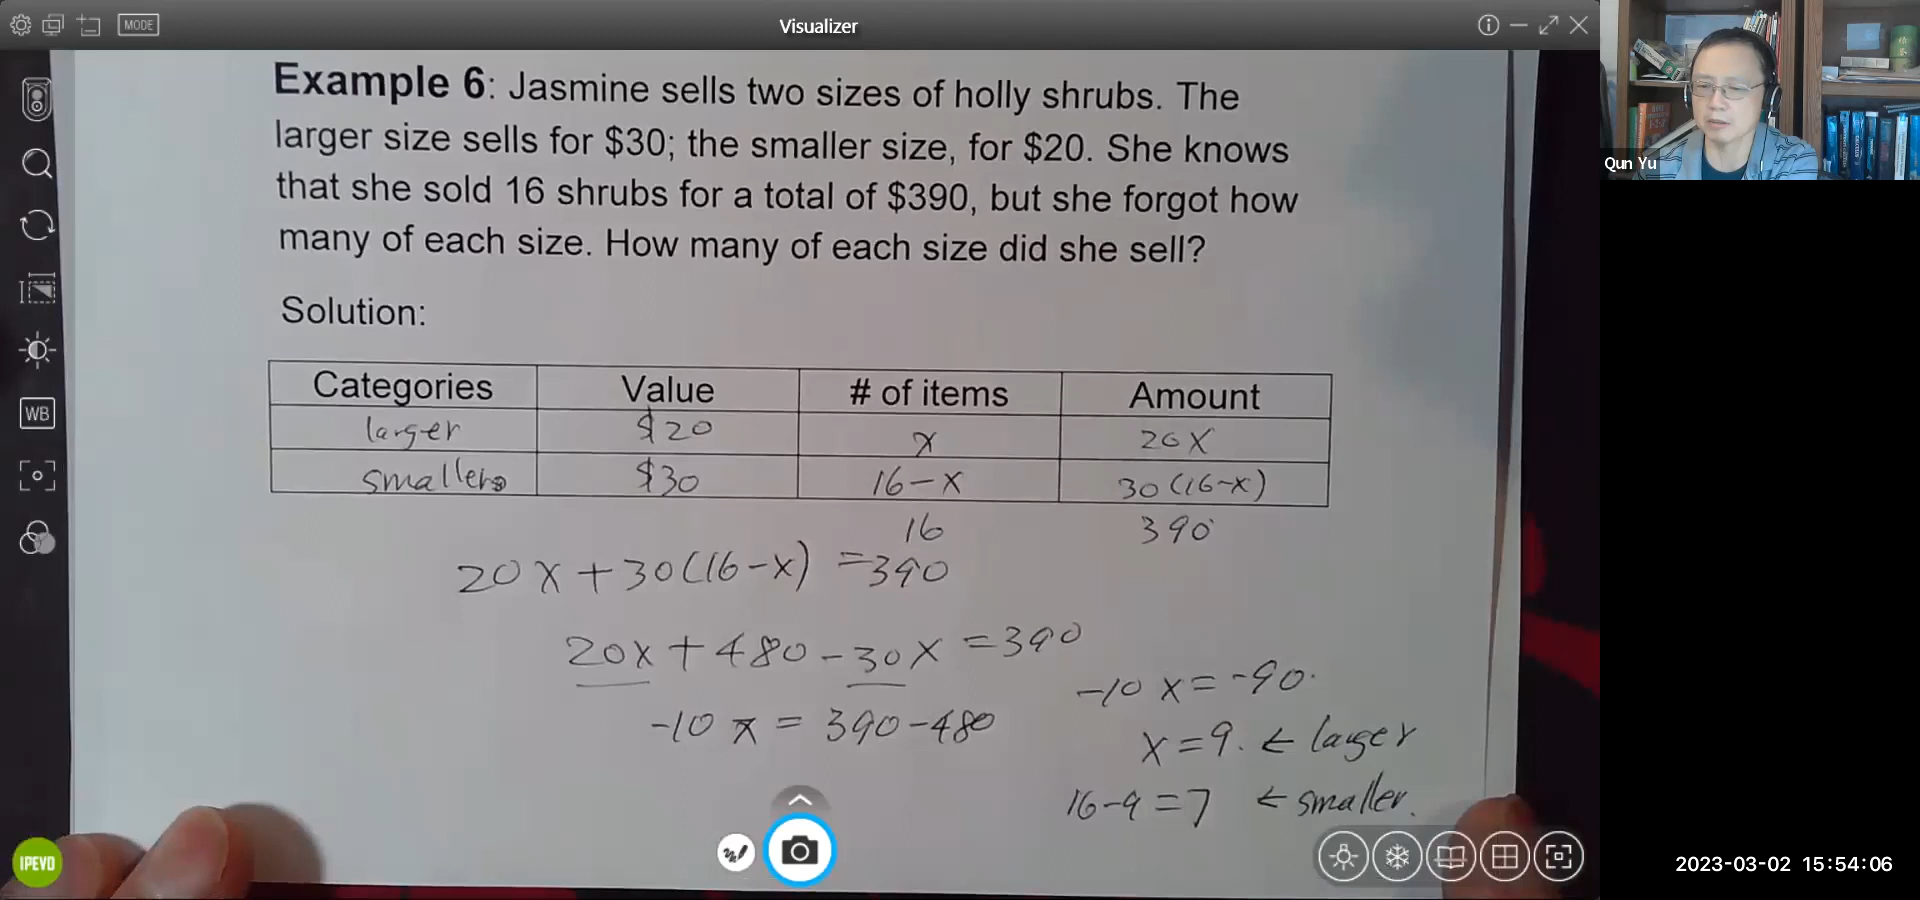 MODE
Visualizer
Example 6: Jasmine sells two sizes of holly shrubs. The
larger size sells for $30; the smaller size, for $20. She knows
that she sold 16 shrubs for a total of $390, but she forgot how
many of each size. How many of each size did she sell?
Solution:
Categories Value # of items Amount
larger $20 x 20x
smallers $30 16-x 30(16-x)
16 390
20x+30(16-x) =390
20x+480-30x =390
-10x = 390-480
-10x=-90.
x=9. ← larger
16-9=7 ← smaller.
WB
IPEVO
Qun Yu
2023-03-02 15:54:06